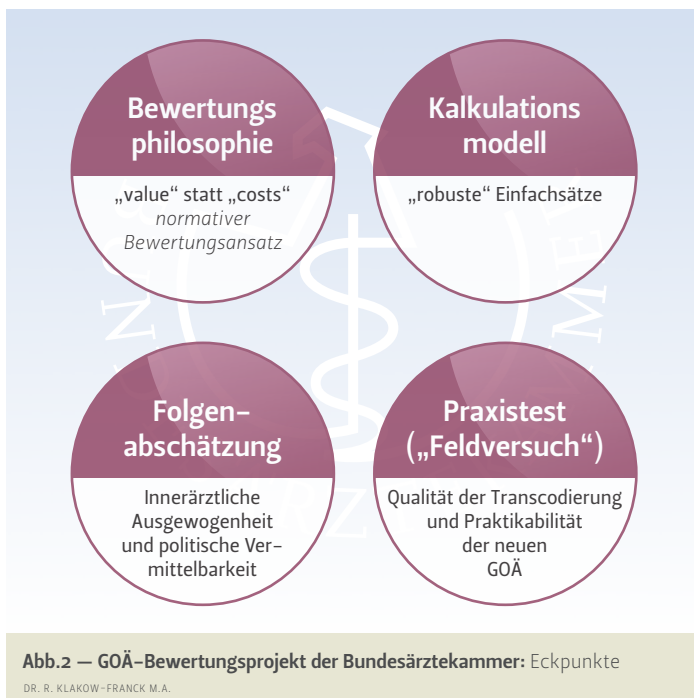 Bewertungs
philosophie
„value“ statt „costs“
normativer
Bewertungsansatz
Kalkulations
modell
„robuste“ Einfachsätze
Folgen–
abschätzung
Innerärztliche
Ausgewogenheit
und politische Ver–
mittelbarkeit
Praxistest
(„Feldversuch“)
Qualität der Transcodierung
und Praktikabilität
der neuen
GOÄ
Abb.2 — GOÄ–Bewertungsprojekt der Bundesärztekammer: Eckpunkte
DR. R. KLAKOW–FRANCK M.A.